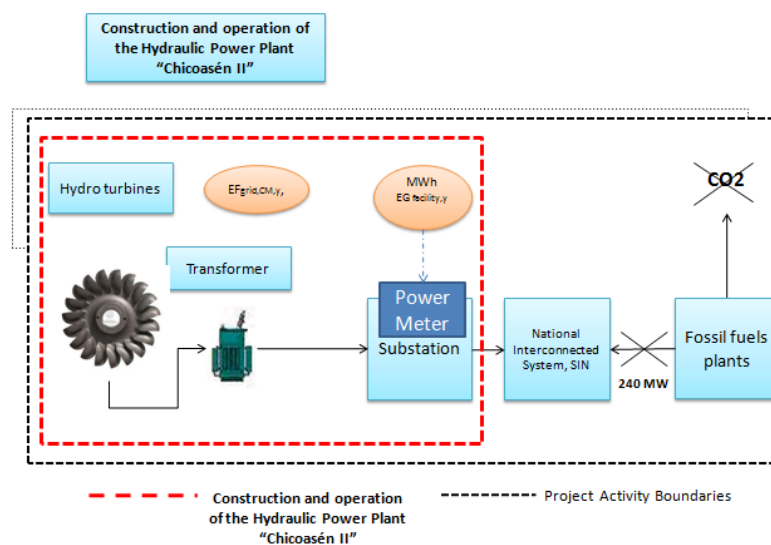 Construction and operation of
the Hydraulic Power Plant
“Chicoasén II”
Hydro turbines
EFgrid,CM,y,
MWh
EG facility,y
CO2
Transformer
Power
Meter
Substation
National
Interconnected
System, SIN
Fossil fuels
plants
240 MW
Construction and operation
of the Hydraulic Power Plant
“Chicoasén II”
Project Activity Boundaries